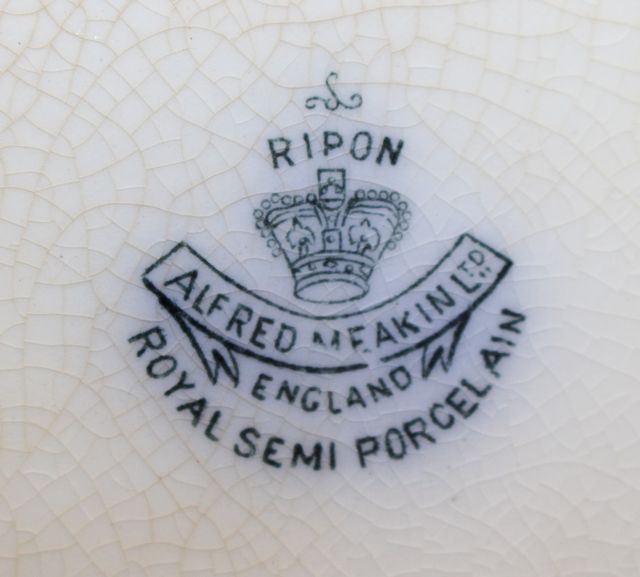 RIPON
ALFRED MEAKIN LTD.
ENGLAND
ROYAL SEMI PORCELAIN